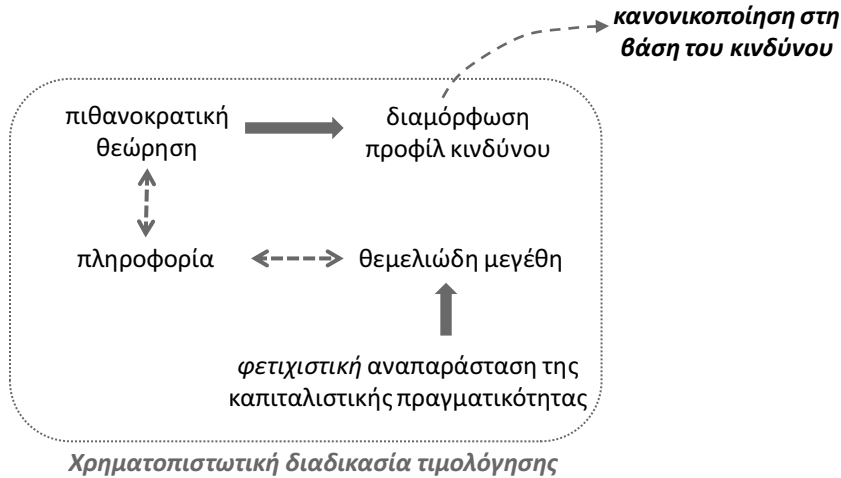 κανονικοποίηση στη
βάση του κινδύνου
πιθανοκρατική
θεώρηση
διαμόρφωση
προφίλ κινδύνου
πληροφορία
θεμελιώδη μεγέθη
φετιχιστική αναπαράσταση της
καπιταλιστικής πραγματικότητας
Χρηματοπιστωτική διαδικασία τιμολόγησης